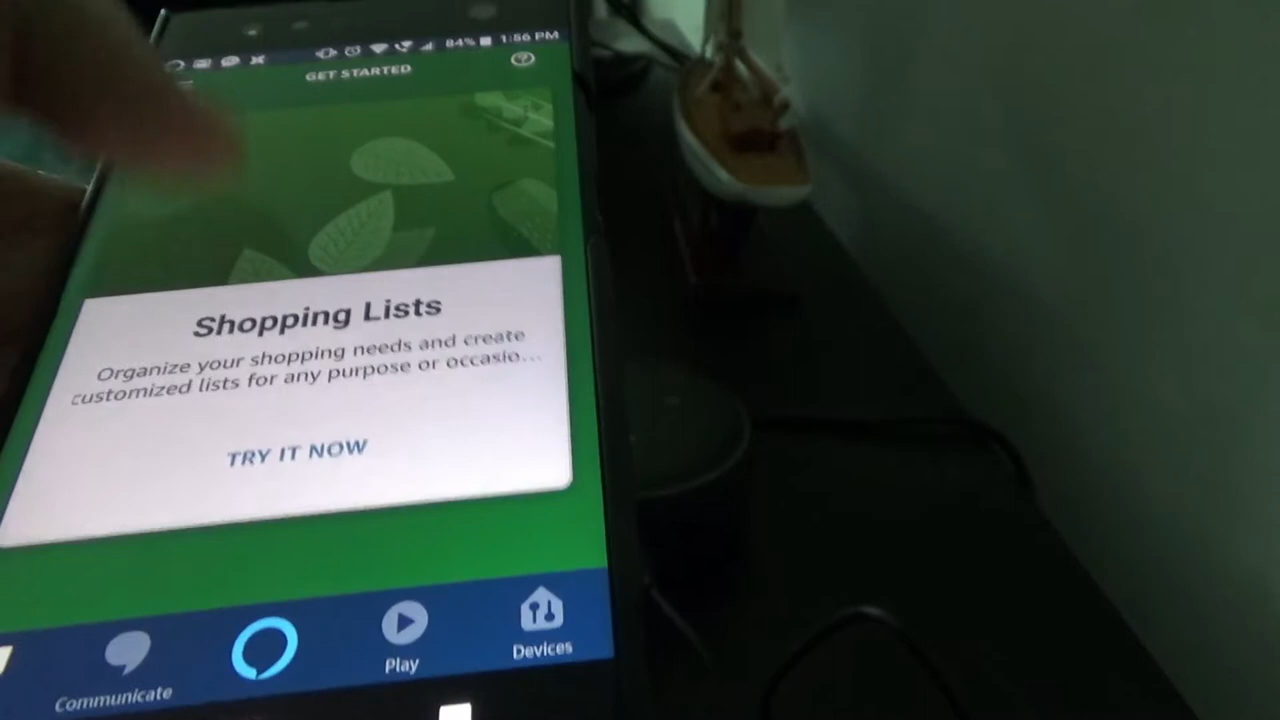 84% 1:56 PM
GET STARTED
Shopping Lists
Organize your shopping needs and create
customized lists for any purpose or occasio...
TRY IT NOW
Communicate
Play
Devices